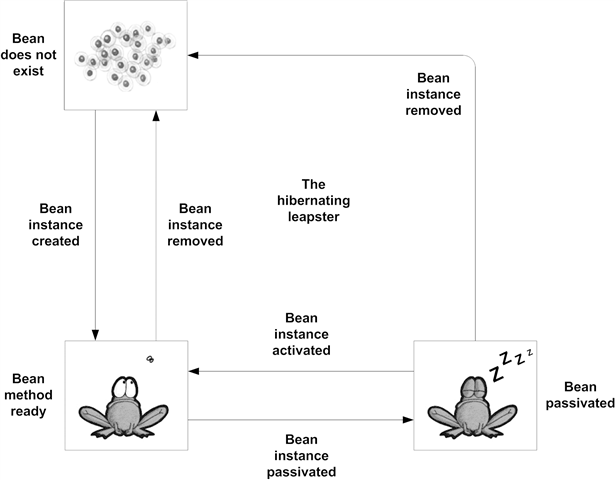 Bean
does not
exist
Bean
instance
removed
The
hibernating
leapster
Bean
instance
created
Bean
instance
removed
Bean
instance
activated
Bean
method
ready
Z Z Z Z
Bean
passivated
Bean
instance
passivated